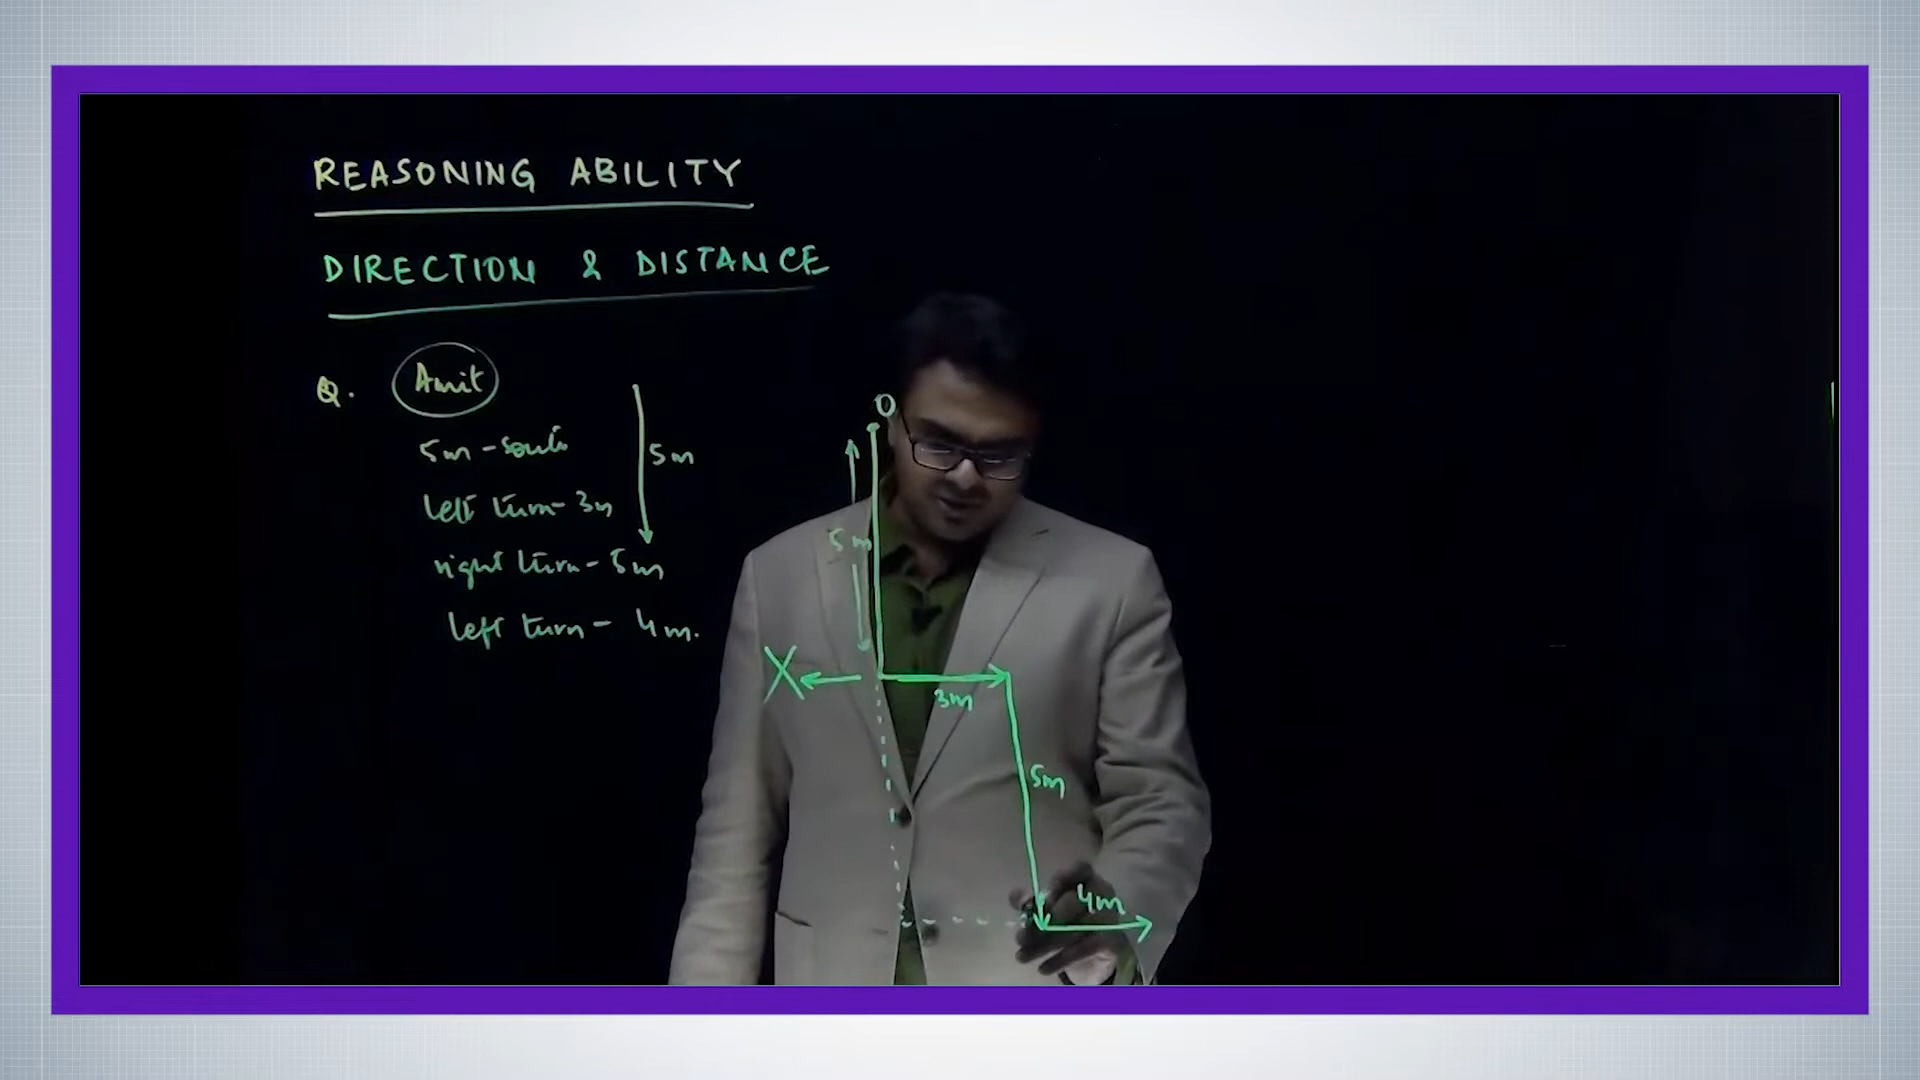 REASONING ABILITY
DIRECTION & DISTANCE
Q. Amit
5m - South
left turn - 3m
right turn - 5m
left turn - 4m.
5m
O
5m
X
3m
5m
4m